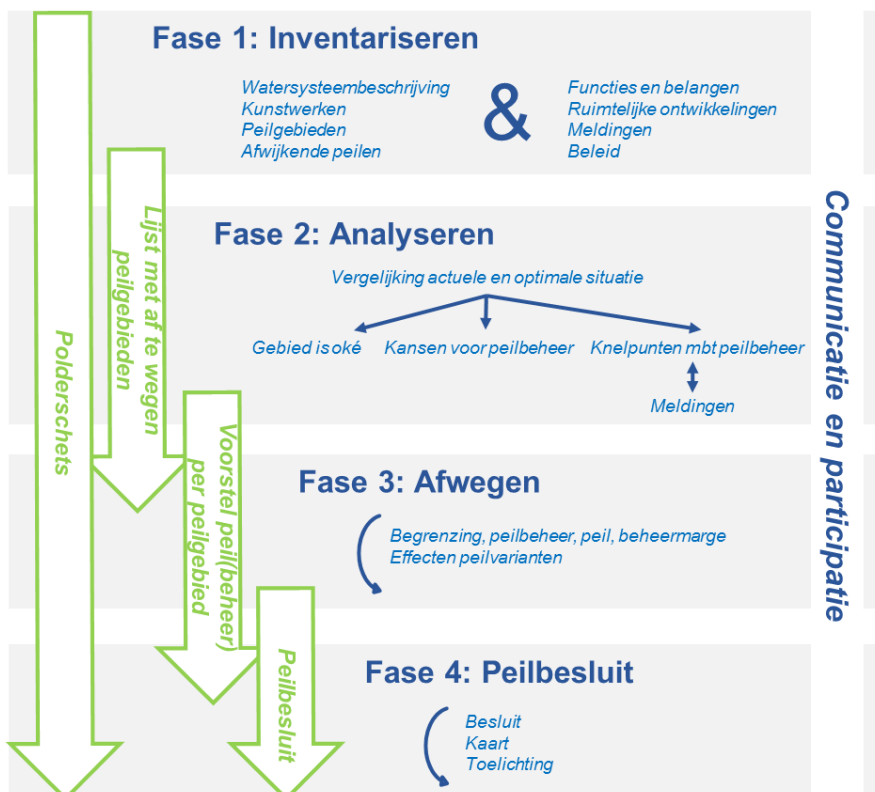 Fase 1: Inventariseren
Watersysteembeschrijving
Kunstwerken
Peilgebieden
Afwijkende peilen
&
Functies en belangen
Ruimtelijke ontwikkelingen
Meldingen
Beleid
Fase 2: Analyseren
Vergelijking actuele en optimale situatie
Gebied is oké
Kansen voor peilbeheer
Knelpunten mbt peilbeheer
Meldingen
Fase 3: Afwegen
Begrenzing, peilbeheer, peil, beheermarge
Effecten peilvarianten
Fase 4: Peilbesluit
Besluit
Kaart
Toelichting
Polderschets
Lijst met af te wegen
peilgebieden
Voorstel peil(beheer)
per peilgebied
Peilbesluit
Communicatie en participatie